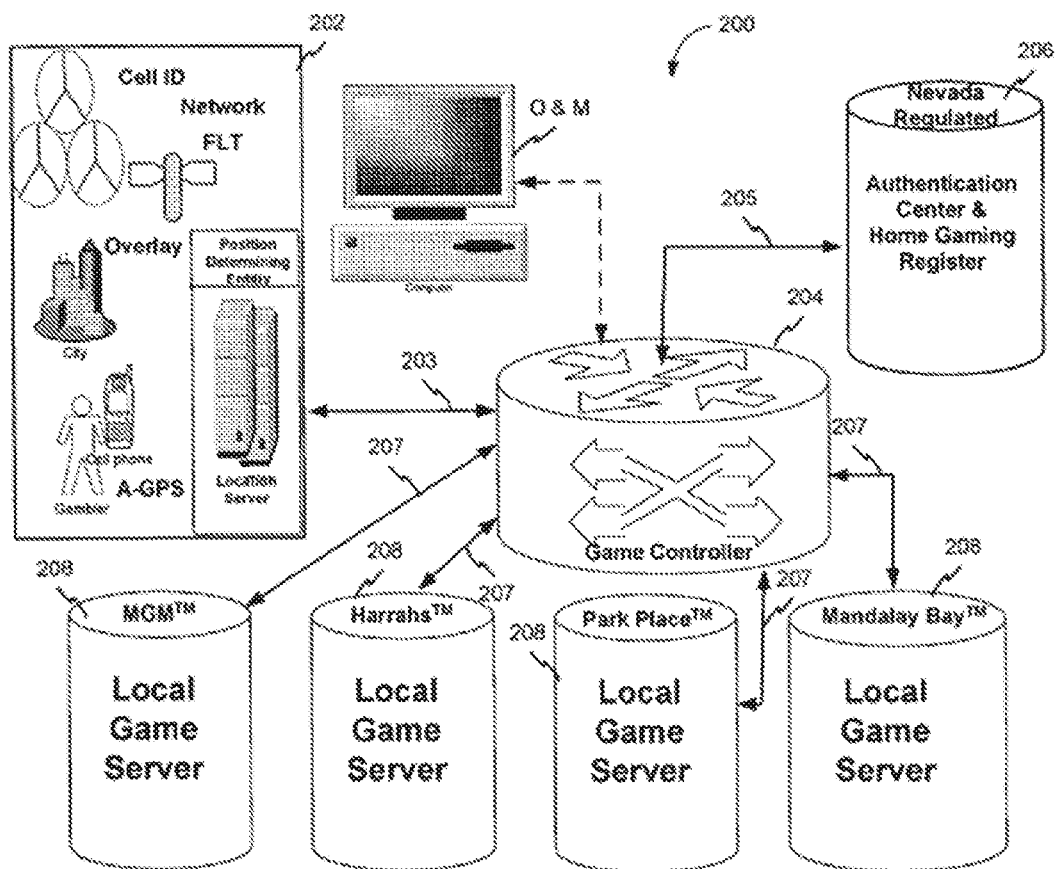 202
200
206
Cell ID
Network
FLT
O & M
Nevada
Regulated
Authentication
Center &
Home Gaming
Register
205
Overlay
Position
Determining
Entity
Computer
City
204
203
207
207
Cell phone
A-GPS
Gambler
Location
Server
Game Controller
208
208
207
208
207
208
MGM™
Harrahs™
Park Place™
Mandalay Bay™
Local
Game
Server
Local
Game
Server
Local
Game
Server
Local
Game
Server